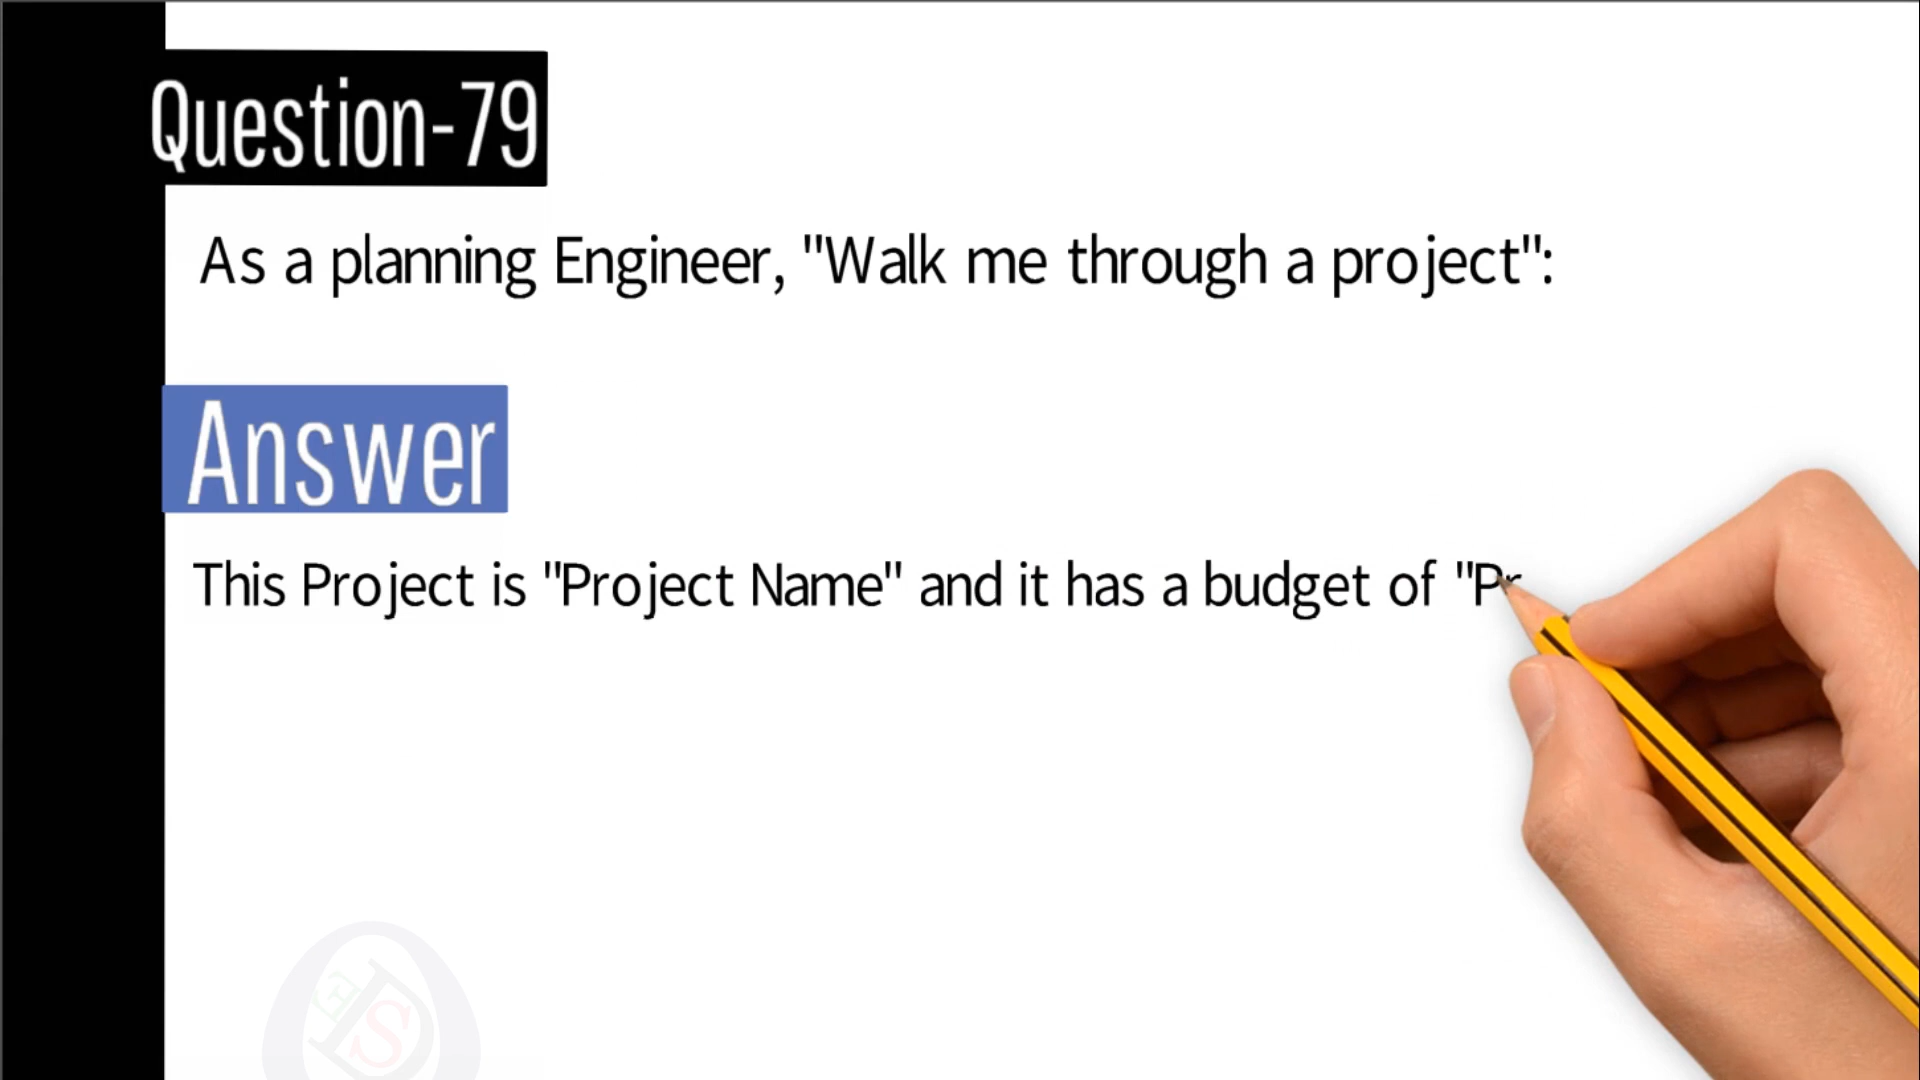 Question-79
As a planning Engineer, "Walk me through a project":
Answer
This Project is "Project Name" and it has a budget of "Pr